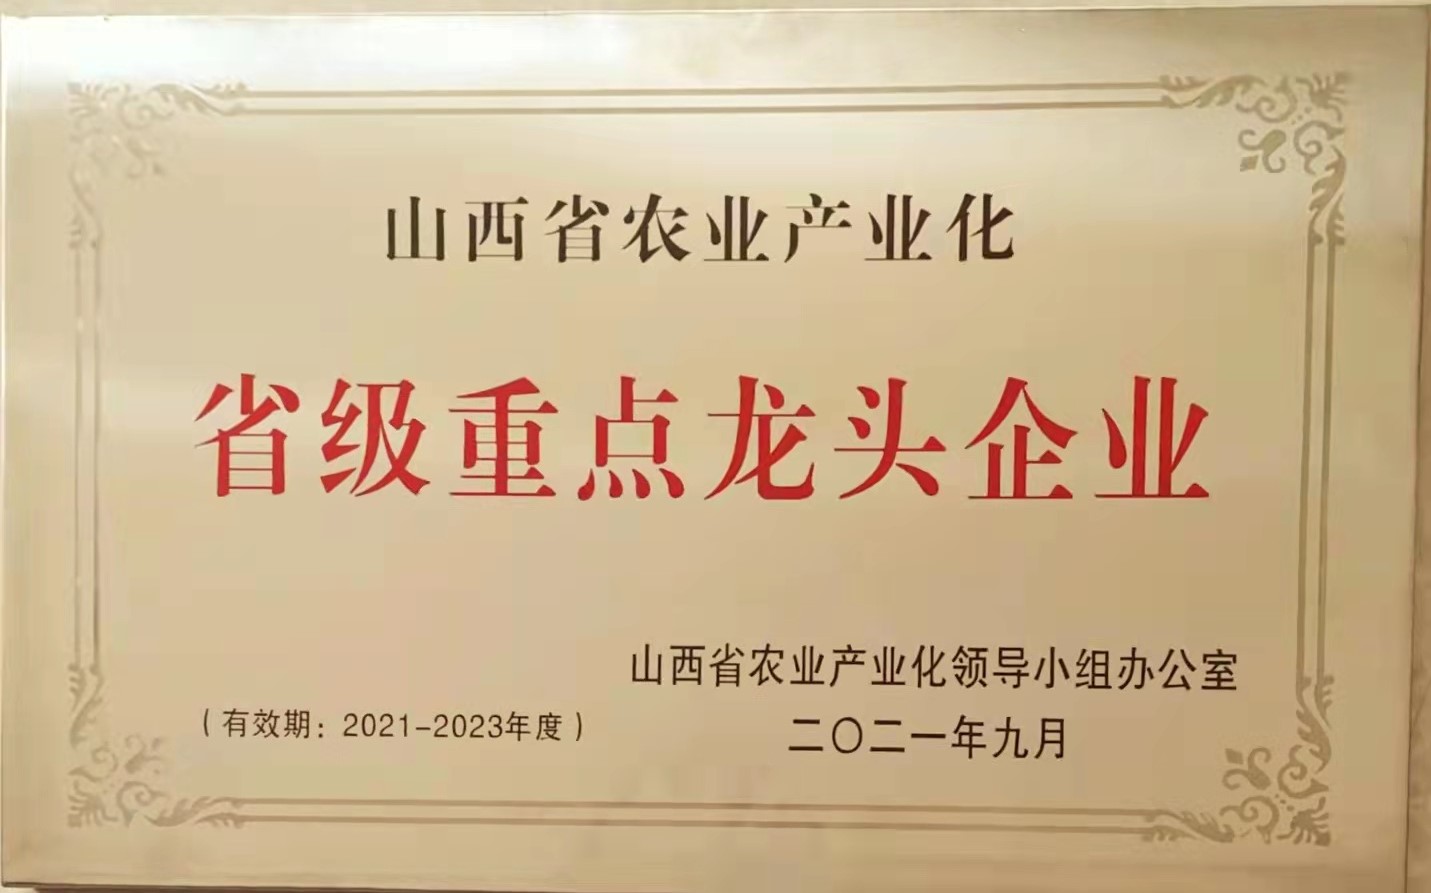 山西省农业产业化
省级重点龙头企业
山西省农业产业化领导小组办公室
（有效期：2021-2023年度）
二〇二一年九月